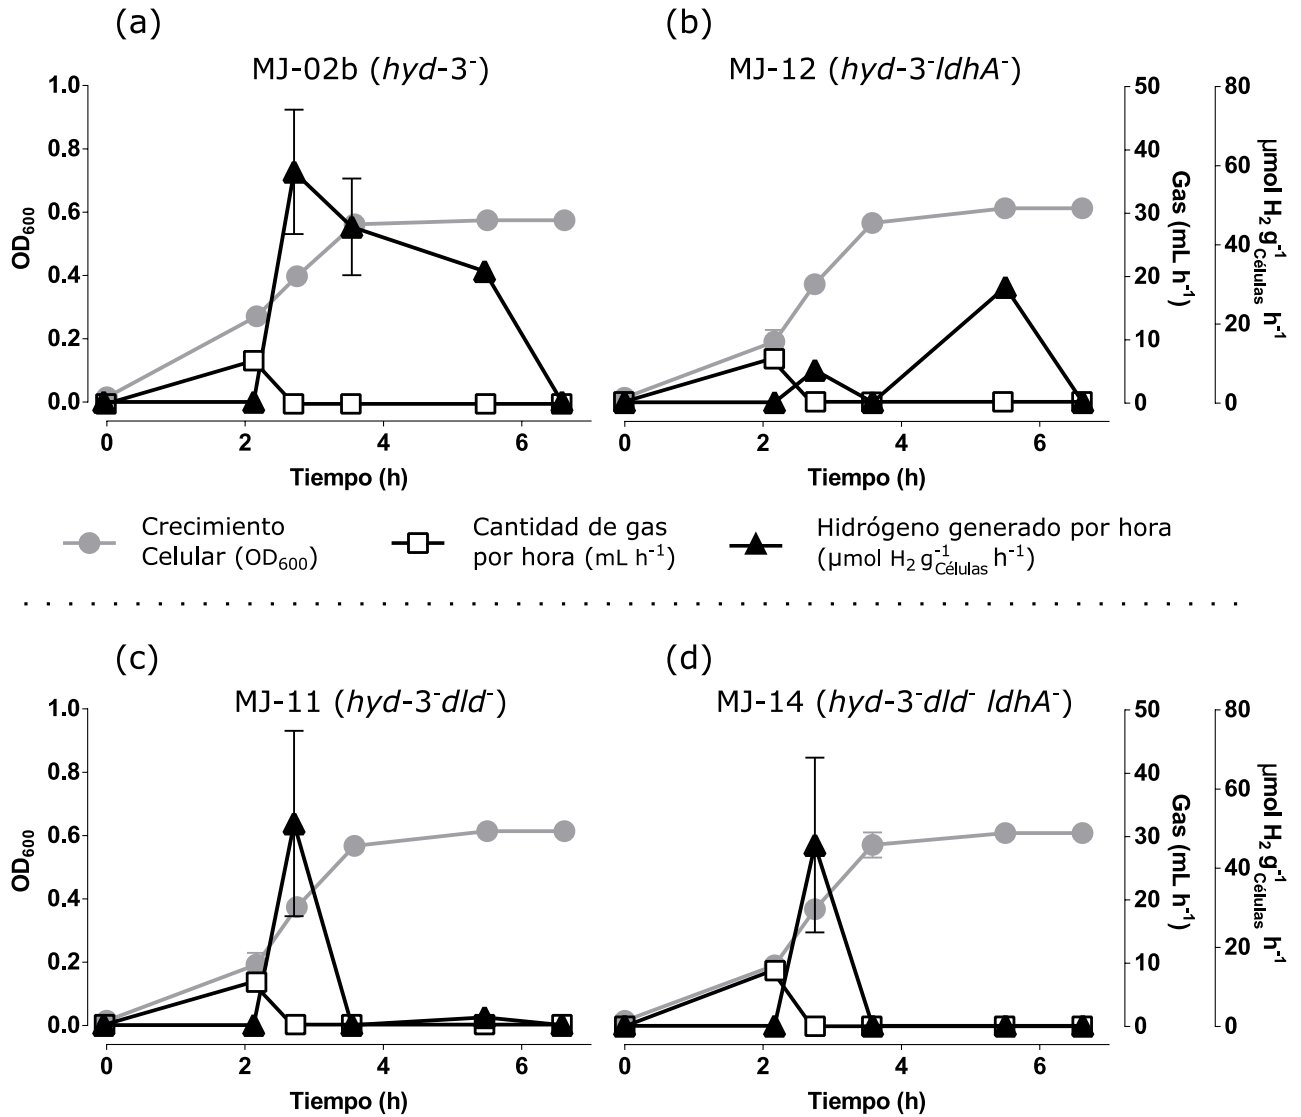 (a)
MJ-02b (hyd-3⁻)
1.0
0.8
0.6
0.4
0.2
0.0
OD₆₀₀
0 2 4 6
Tiempo (h)
(b)
MJ-12 (hyd-3⁻ldhA⁻)
50
40
30
20
10
0
Gas (mL h⁻¹)
80
60
40
20
0
µmol H₂ g⁻¹Células h⁻¹
0 2 4 6
Tiempo (h)
Crecimiento
Celular (OD₆₀₀)
Cantidad de gas
por hora (mL h⁻¹)
Hidrógeno generado por hora
(µmol H₂ g⁻¹Células h⁻¹)
(c)
MJ-11 (hyd-3⁻dld⁻)
1.0
0.8
0.6
0.4
0.2
0.0
OD₆₀₀
0 2 4 6
Tiempo (h)
(d)
MJ-14 (hyd-3⁻dld⁻ ldhA⁻)
50
40
30
20
10
0
Gas (mL h⁻¹)
80
60
40
20
0
µmol H₂ g⁻¹Células h⁻¹
0 2 4 6
Tiempo (h)